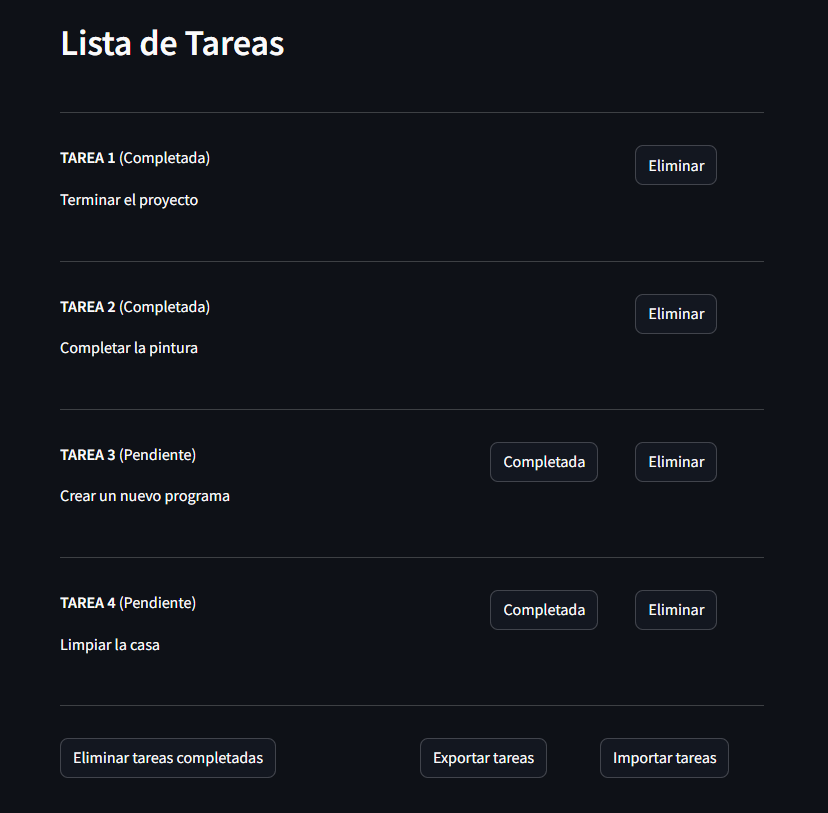 Lista de Tareas
TAREA 1 (Completada)
Eliminar
Terminar el proyecto
TAREA 2 (Completada)
Eliminar
Completar la pintura
TAREA 3 (Pendiente)
Completada
Eliminar
Crear un nuevo programa
TAREA 4 (Pendiente)
Completada
Eliminar
Limpiar la casa
Eliminar tareas completadas
Exportar tareas
Importar tareas